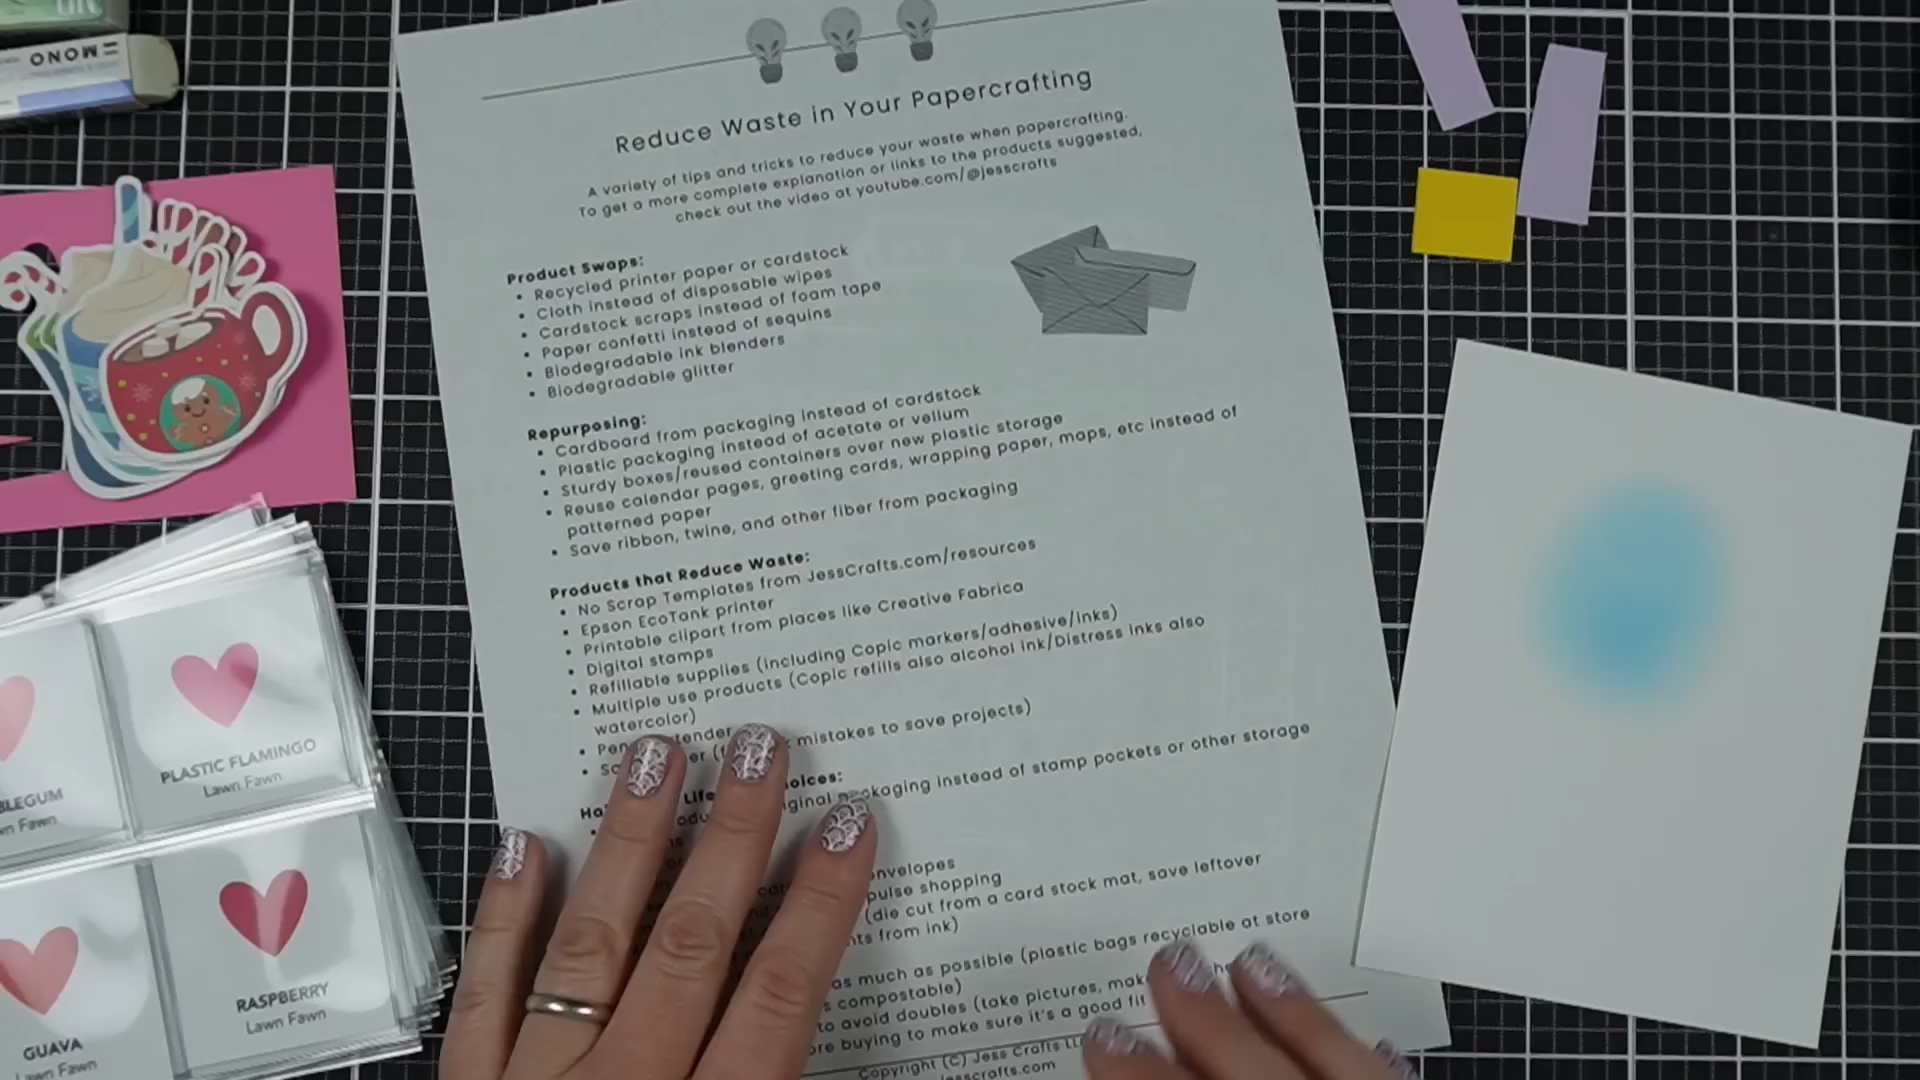 MONO
Reduce Waste in Your Papercrafting
A variety of tips and tricks to reduce your waste when papercrafting.
To get a more complete explanation or links to the products suggested,
check out the video at youtube.com/@jesscrafts
Product Swaps:
• Recycled printer paper or cardstock
• Cloth instead of disposable wipes
• Cardstock scraps instead of foam tape
• Paper confetti instead of sequins
• Biodegradable ink blenders
• Biodegradable glitter
Repurposing:
• Cardboard from packaging instead of cardstock
• Plastic packaging instead of acetate or vellum
• Sturdy boxes/reused containers over new plastic storage
• Reuse calendar pages, greeting cards, wrapping paper, maps, etc instead of
patterned paper
• Save ribbon, twine, and other fiber from packaging
Products that Reduce Waste:
• No Scrap Templates from JessCrafts.com/resources
• Epson EcoTank printer
• Printable clipart from places like Creative Fabrica
• Digital stamps
• Refillable supplies (including Copic markers/adhesive/inks)
• Multiple use products (Copic refills also alcohol ink/Distress inks also
watercolor)
• mistakes to save projects)
packaging instead of stamp pockets or other storage
envelopes
shopping
(die cut from a card stock mat, save leftover
from ink)
as much as possible (plastic bags recyclable at store
compostable)
to avoid doubles (take pictures,
buying to make sure it's a good fit
Copyright (C) Jess Crafts
jesscrafts.com
PLASTIC FLAMINGO
Lawn Fawn
Fawn
RASPBERRY
Lawn Fawn
GUAVA
Lawn Fawn